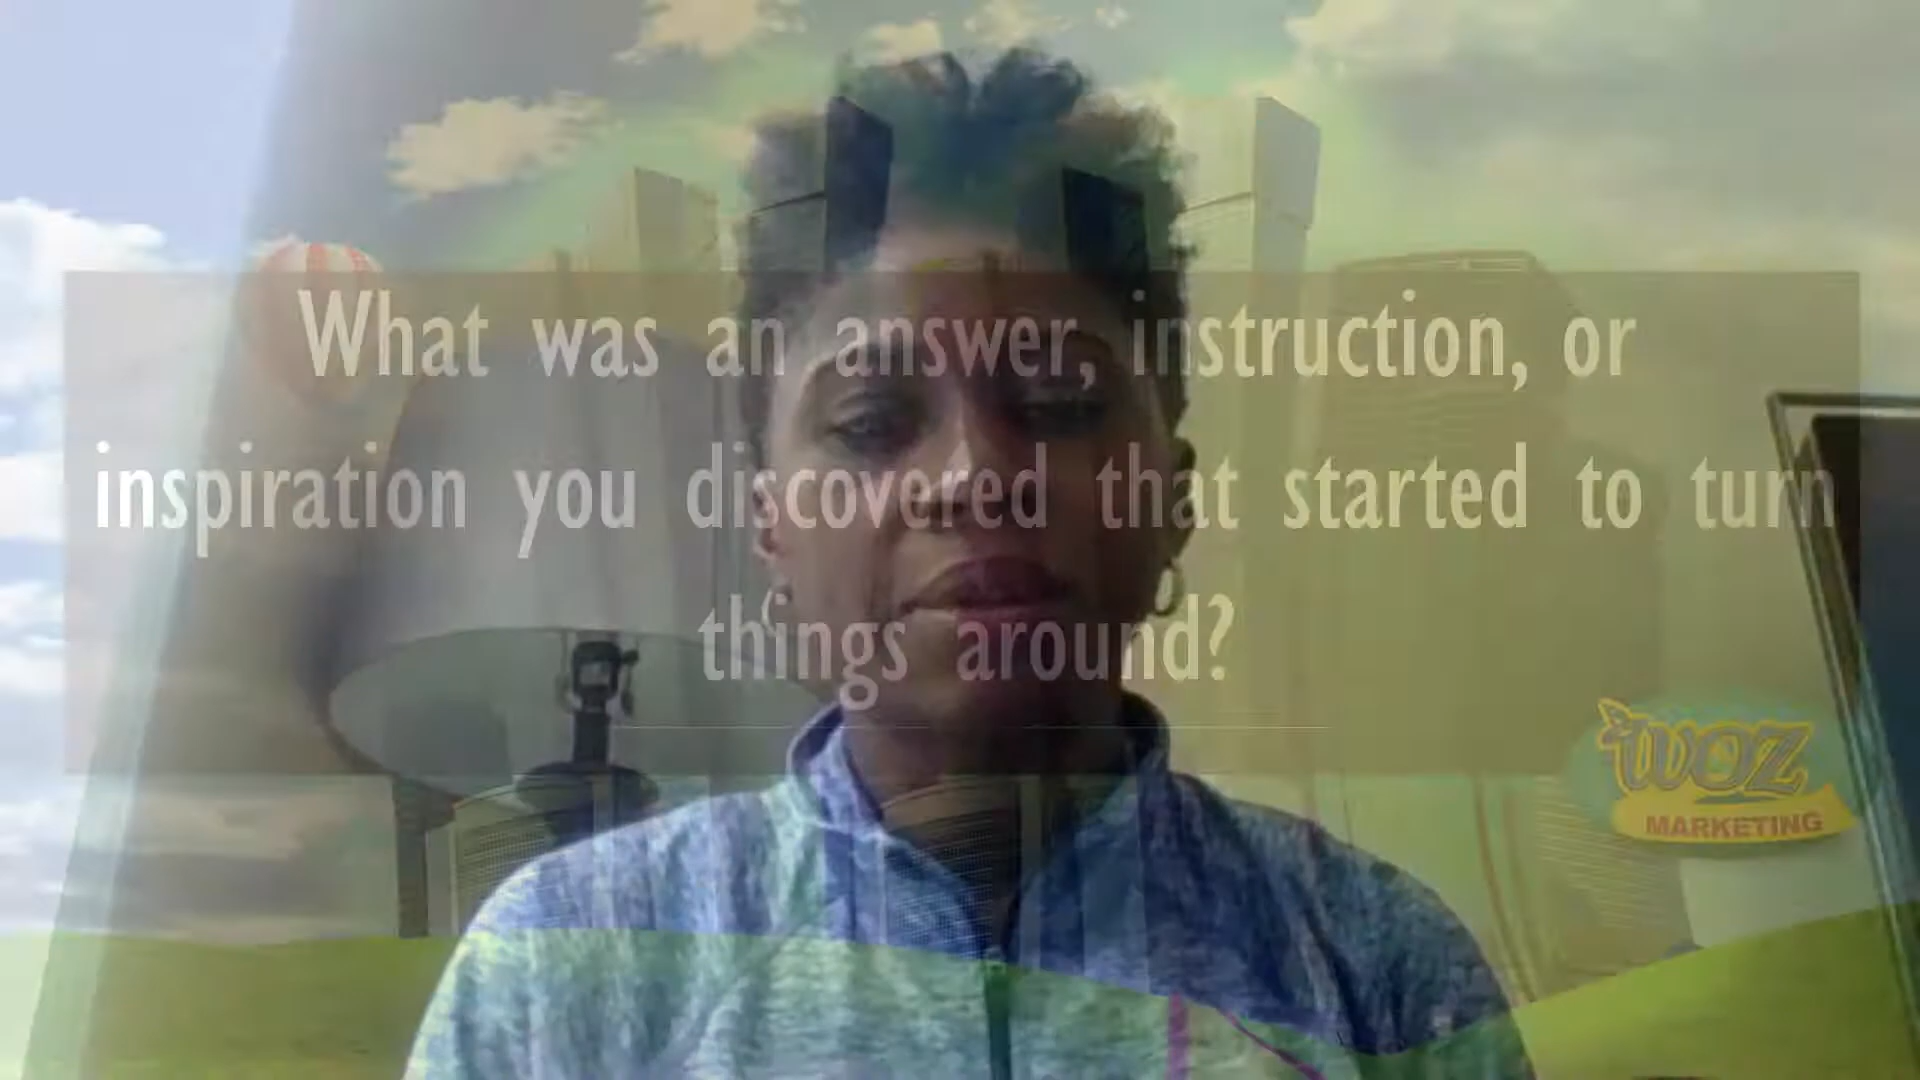 What was an answer, instruction, or
inspiration you discovered that started to turn
things around?
WOZ
MARKETING